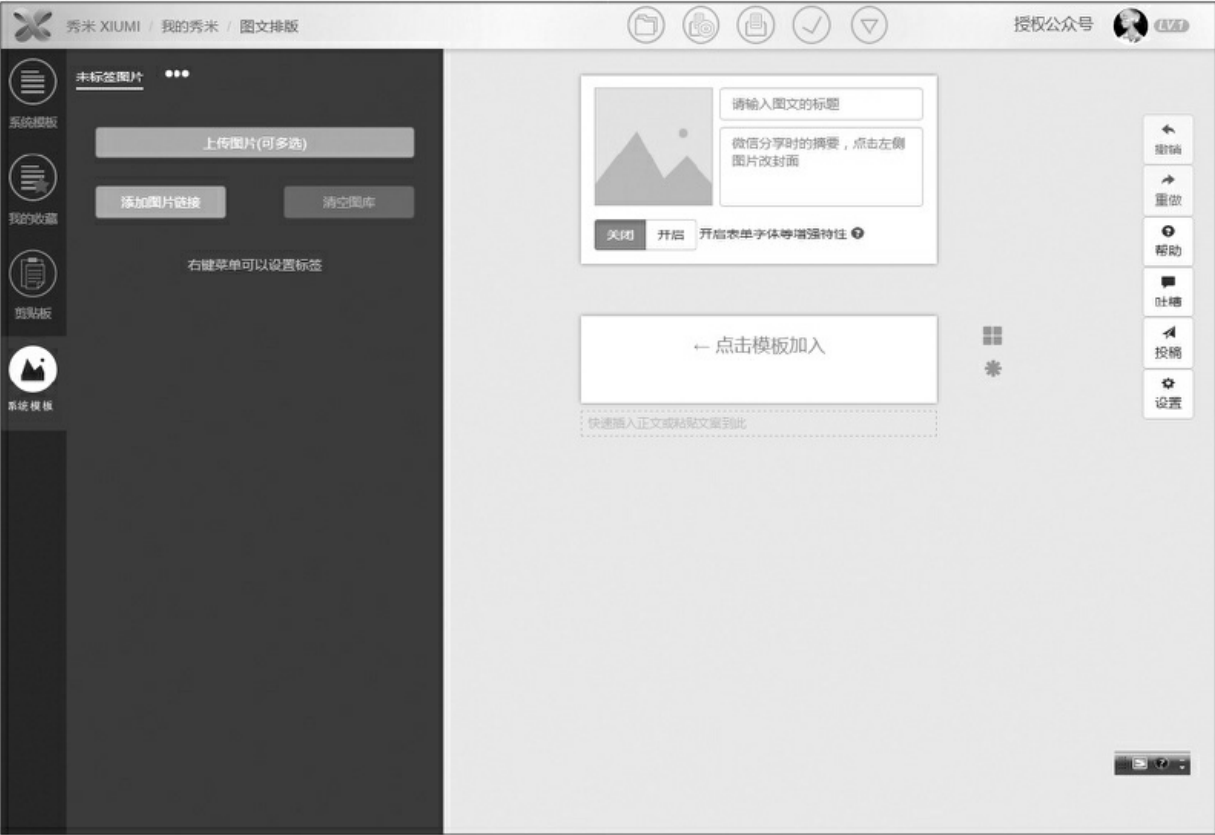 秀米 XIUMI / 我的秀米 / 图文排版
授权公众号
LV.1
系统模板
我的收藏
剪贴板
系统模板
未标签图片 •••
上传图片(可多选)
添加图片链接
清空图库
右键菜单可以设置标签
请输入图文的标题
微信分享时的摘要，点击左侧
图片改封面
关闭 开启 开启表单字体等增强特性
←点击模板加入
快速插入正文或粘贴文章到此
撤销
重做
帮助
吐槽
投稿
设置